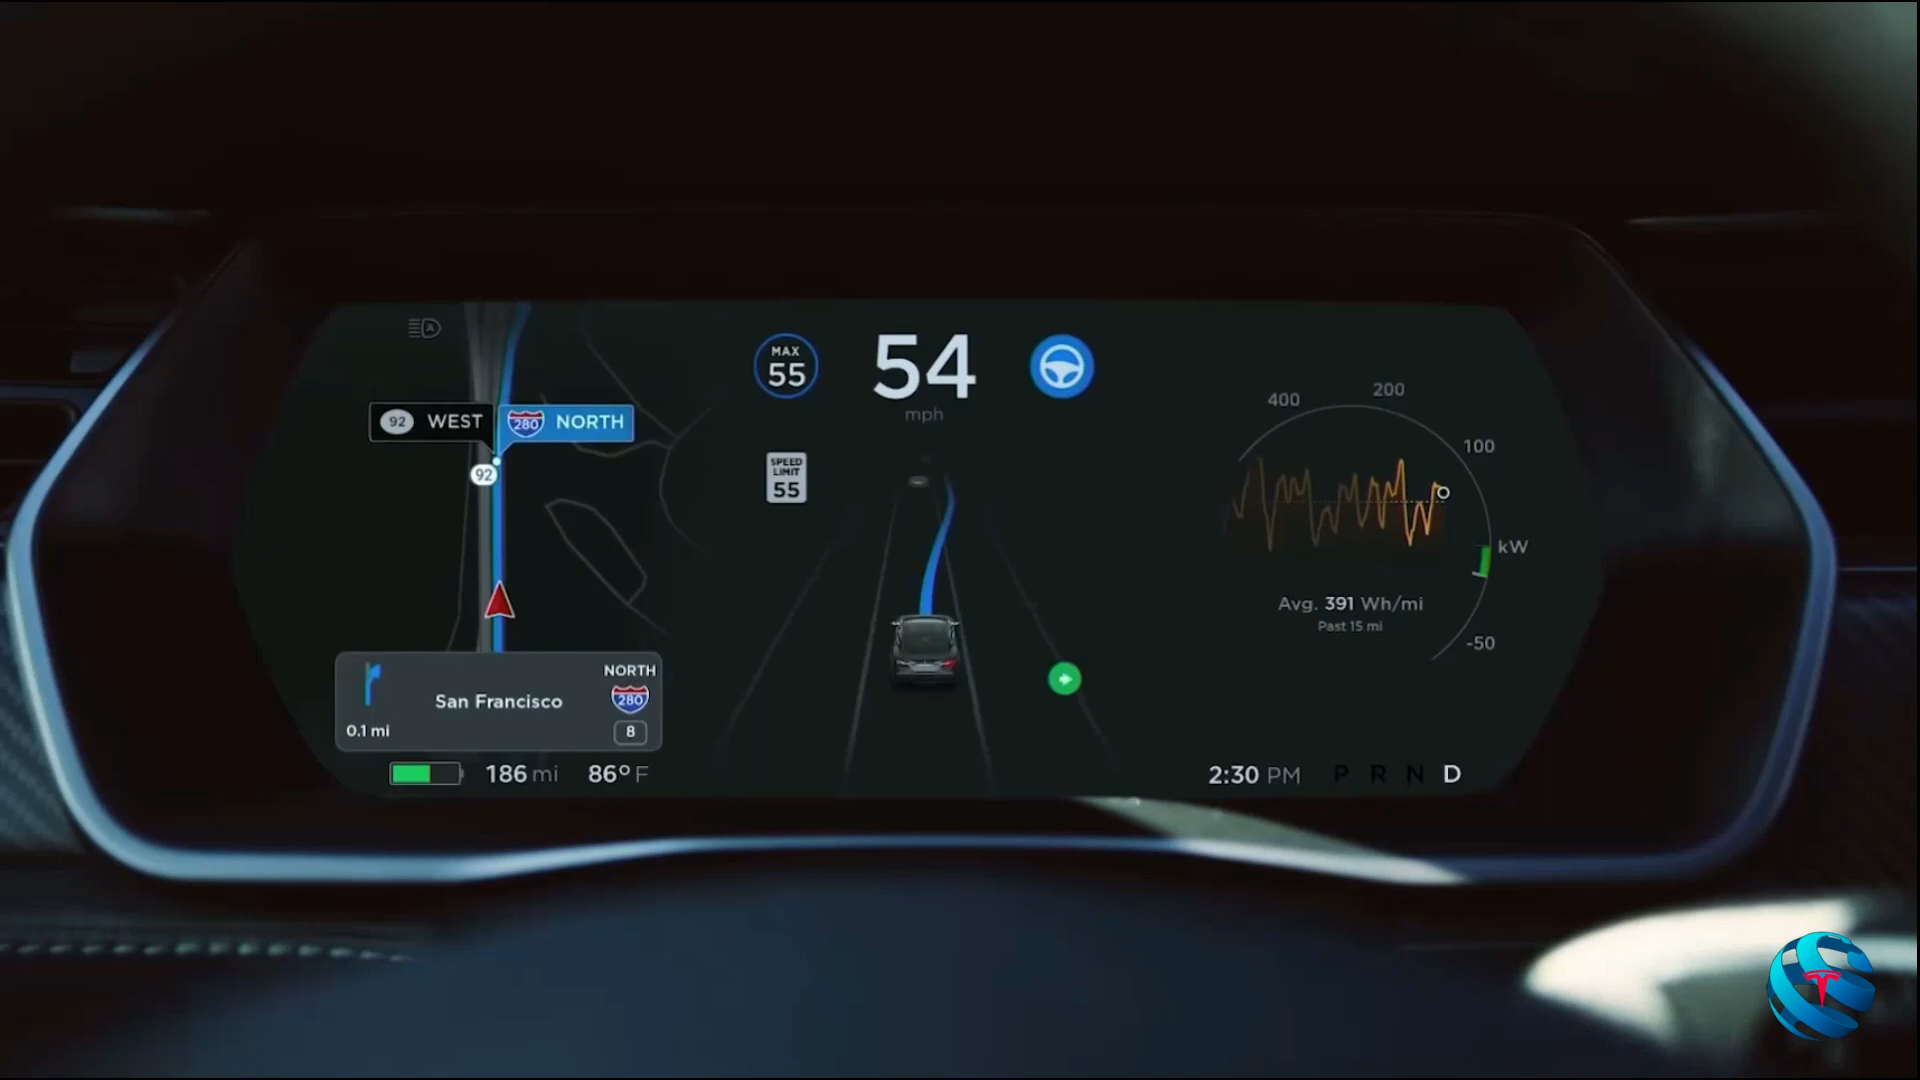 92 WEST
280 NORTH
92
San Francisco
NORTH
280
8
0.1 mi
186 mi
86° F
MAX
55
54
mph
SPEED
LIMIT
55
400
200
100
kW
-50
Avg. 391 Wh/mi
Past 15 mi
2:30 PM
P R N D
A